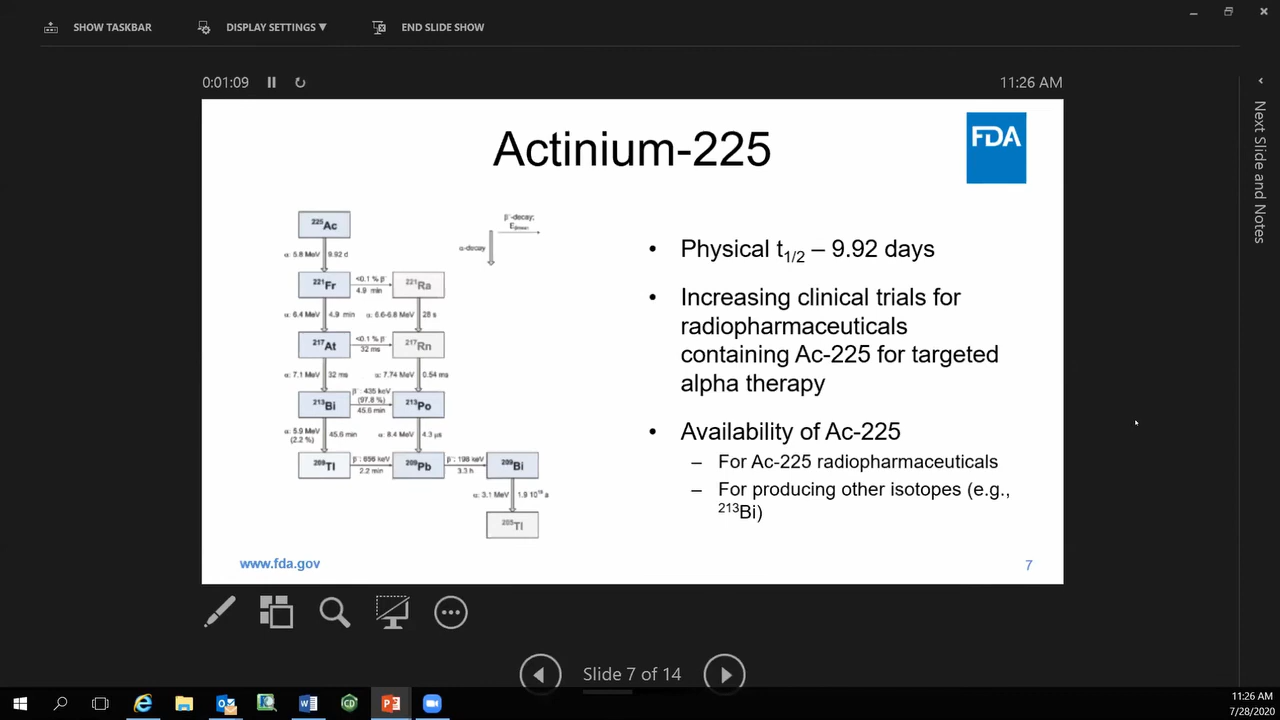 SHOW TASKBAR
DISPLAY SETTINGS ▼
END SLIDE SHOW
0:01:09
11:26 AM
Next Slide and Notes
Actinium-225
FDA
²²⁵Ac
β⁻-decay;
α-decay
α: 5.8 MeV 9.92 d
²²¹Fr
<0.1 % β⁻
4.9 min
²²¹Ra
α: 6.4 MeV 4.9 min
α: 6.6-6.8 MeV 28 s
²¹⁷At
<0.1 % β⁻
32 ms
²¹⁷Rn
α: 7.1 MeV 32 ms
α: 7.74 MeV 0.54 ms
²¹³Bi
β⁻: 435 keV
(97.8 %)
45.6 min
²¹³Po
α: 5.9 MeV
(2.2 %)
45.6 min
α: 8.4 MeV 4.3 µs
²⁰⁹Tl
β⁻: 656 keV
2.2 min
²⁰⁹Pb
β⁻: 198 keV
3.3 h
²⁰⁹Bi
α: 3.1 MeV 1.9 10¹⁹ a
²⁰⁵Tl
• Physical t₁/₂ – 9.92 days
• Increasing clinical trials for
radiopharmaceuticals
containing Ac-225 for targeted
alpha therapy
• Availability of Ac-225
– For Ac-225 radiopharmaceuticals
– For producing other isotopes (e.g.,
²¹³Bi)
www.fda.gov
7
Slide 7 of 14
11:26 AM
7/28/2020